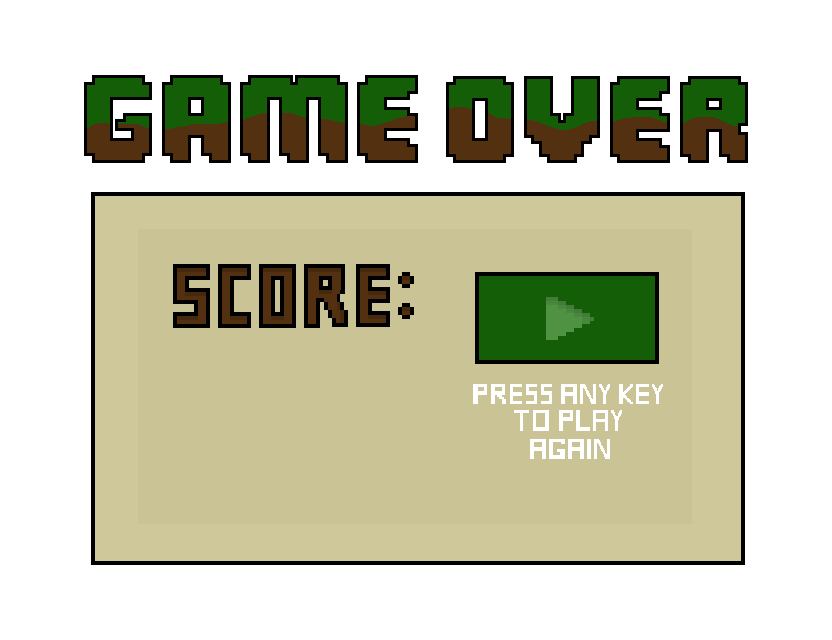 GAME OVER
SCORE:
PRESS ANY KEY
TO PLAY
AGAIN